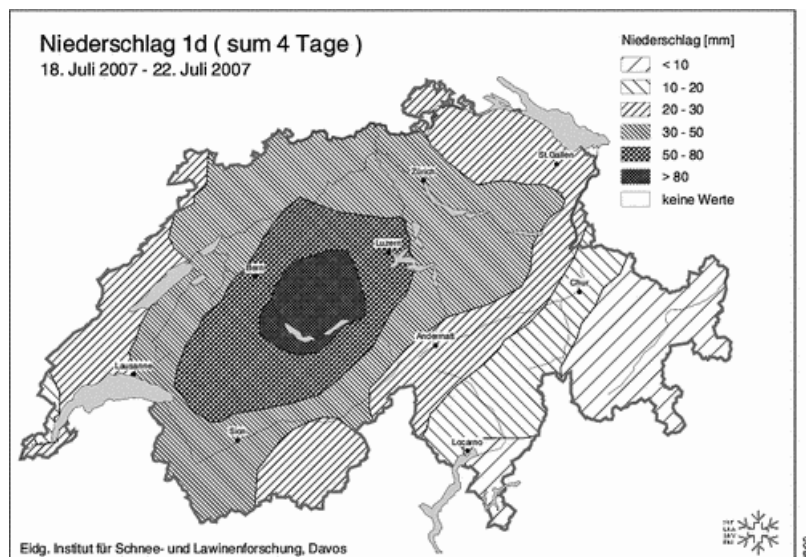 Niederschlag 1d ( sum 4 Tage )
18. Juli 2007 - 22. Juli 2007
Niederschlag [mm]
< 10
10 - 20
20 - 30
30 - 50
50 - 80
> 80
keine Werte
St.Gallen
Zürich
Luzern
Bern
Chur
Andermatt
Lausanne
Sion
Locarno
Eidg. Institut für Schnee- und Lawinenforschung, Davos